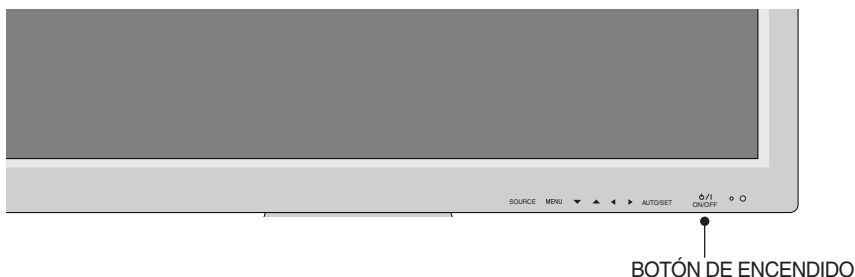 SOURCE MENU ▼ ▲ ◀ ▶ AUTO/SET ⏻/I
ON/OFF
BOTÓN DE ENCENDIDO